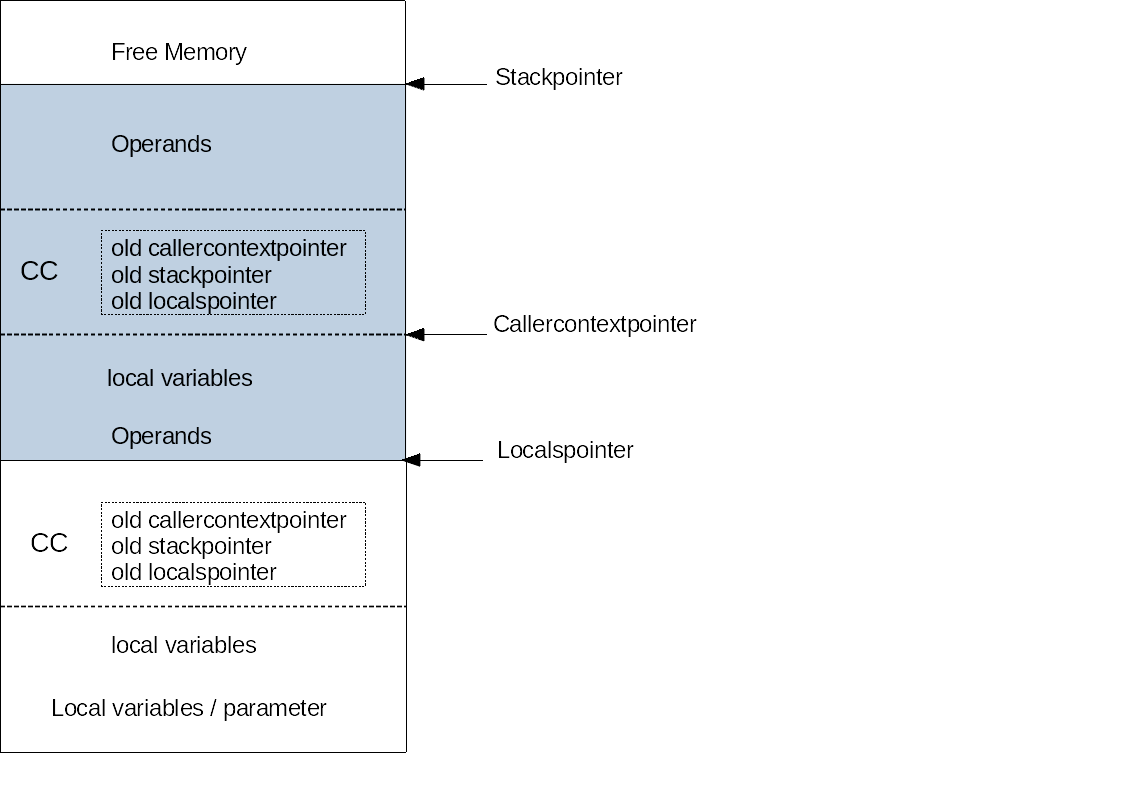 Free Memory
Stackpointer
Operands
CC
old callercontextpointer
old stackpointer
old localspointer
Callercontextpointer
local variables
Operands
Localspointer
CC
old callercontextpointer
old stackpointer
old localspointer
local variables
Local variables / parameter